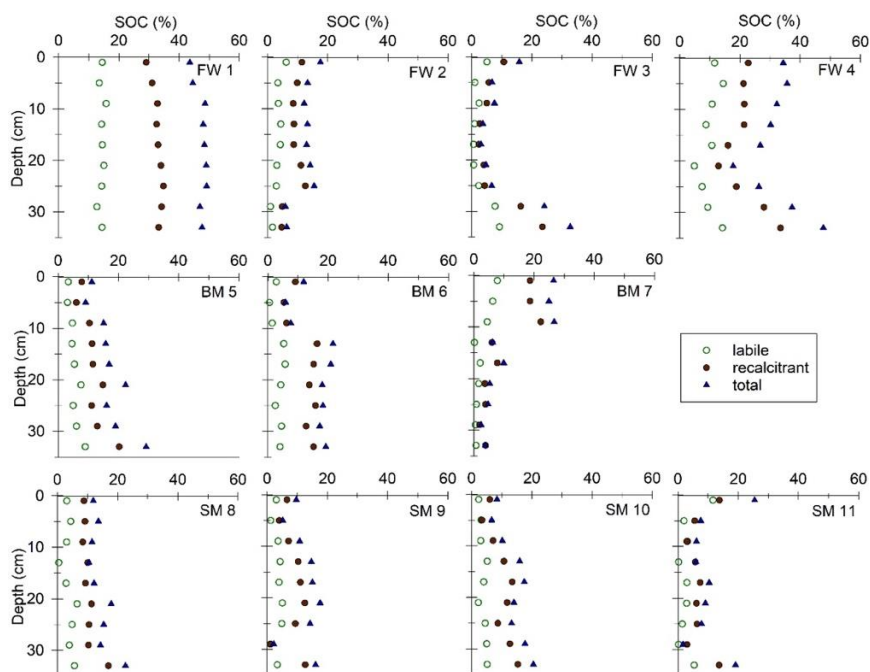 SOC (%) SOC (%) SOC (%) SOC (%)
0 20 40 60 0 20 40 60 0 20 40 60 0 20 40 60
Depth (cm)
0
10
20
30
FW 1
FW 2
FW 3
FW 4
0 20 40 60 0 20 40 60 0 20 40 60
Depth (cm)
0
10
20
30
BM 5
BM 6
BM 7
labile
recalcitrant
total
0 20 40 60 0 20 40 60 0 20 40 60 0 20 40 60
Depth (cm)
0
10
20
30
SM 8
SM 9
SM 10
SM 11